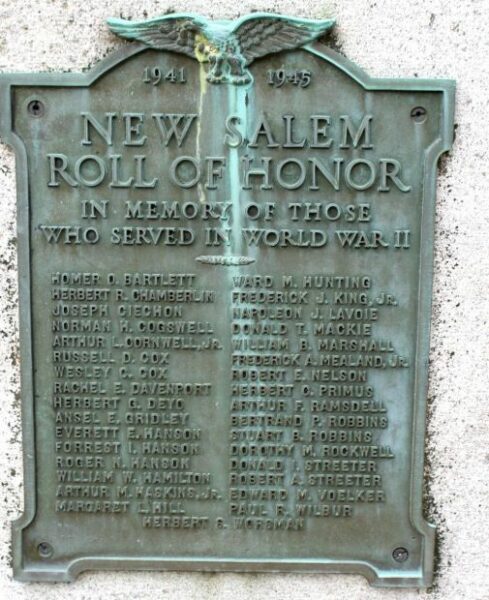 1941 1945
NEW SALEM
ROLL OF HONOR
IN MEMORY OF THOSE
WHO SERVED IN WORLD WAR II
HOMER O. BARTLETT
HERBERT R. CHAMBERLIN
JOSEPH CIECHON
NORMAN H. COGSWELL
ARTHUR L. CORNWELL, JR.
RUSSELL D. COX
WESLEY C. COX
RACHEL E. DAVENPORT
HERBERT G. DEYO
ANSEL E. GRIDLEY
EVERETT E. HANSON
FORREST I. HANSON
ROGER N. HANSON
WILLIAM W. HAMILTON
ARTHUR M. HASKINS, JR.
MARGARET L. HILL
WARD M. HUNTING
FREDERICK J. KING, JR.
NAPOLEON J. LAVOIE
DONALD T. MACKIE
WILLIAM B. MARSHALL
FREDERICK A. MEALAND, JR.
ROBERT E. NELSON
HERBERT C. PRIMUS
ARTHUR F. RAMSDELL
BERTRAND P. ROBBINS
STUART B. ROBBINS
DOROTHY M. ROCKWELL
DONALD I. STREETER
ROBERT A. STREETER
EDWARD M. VOELKER
PAUL R. WILBUR
HERBERT G. WORSMAN